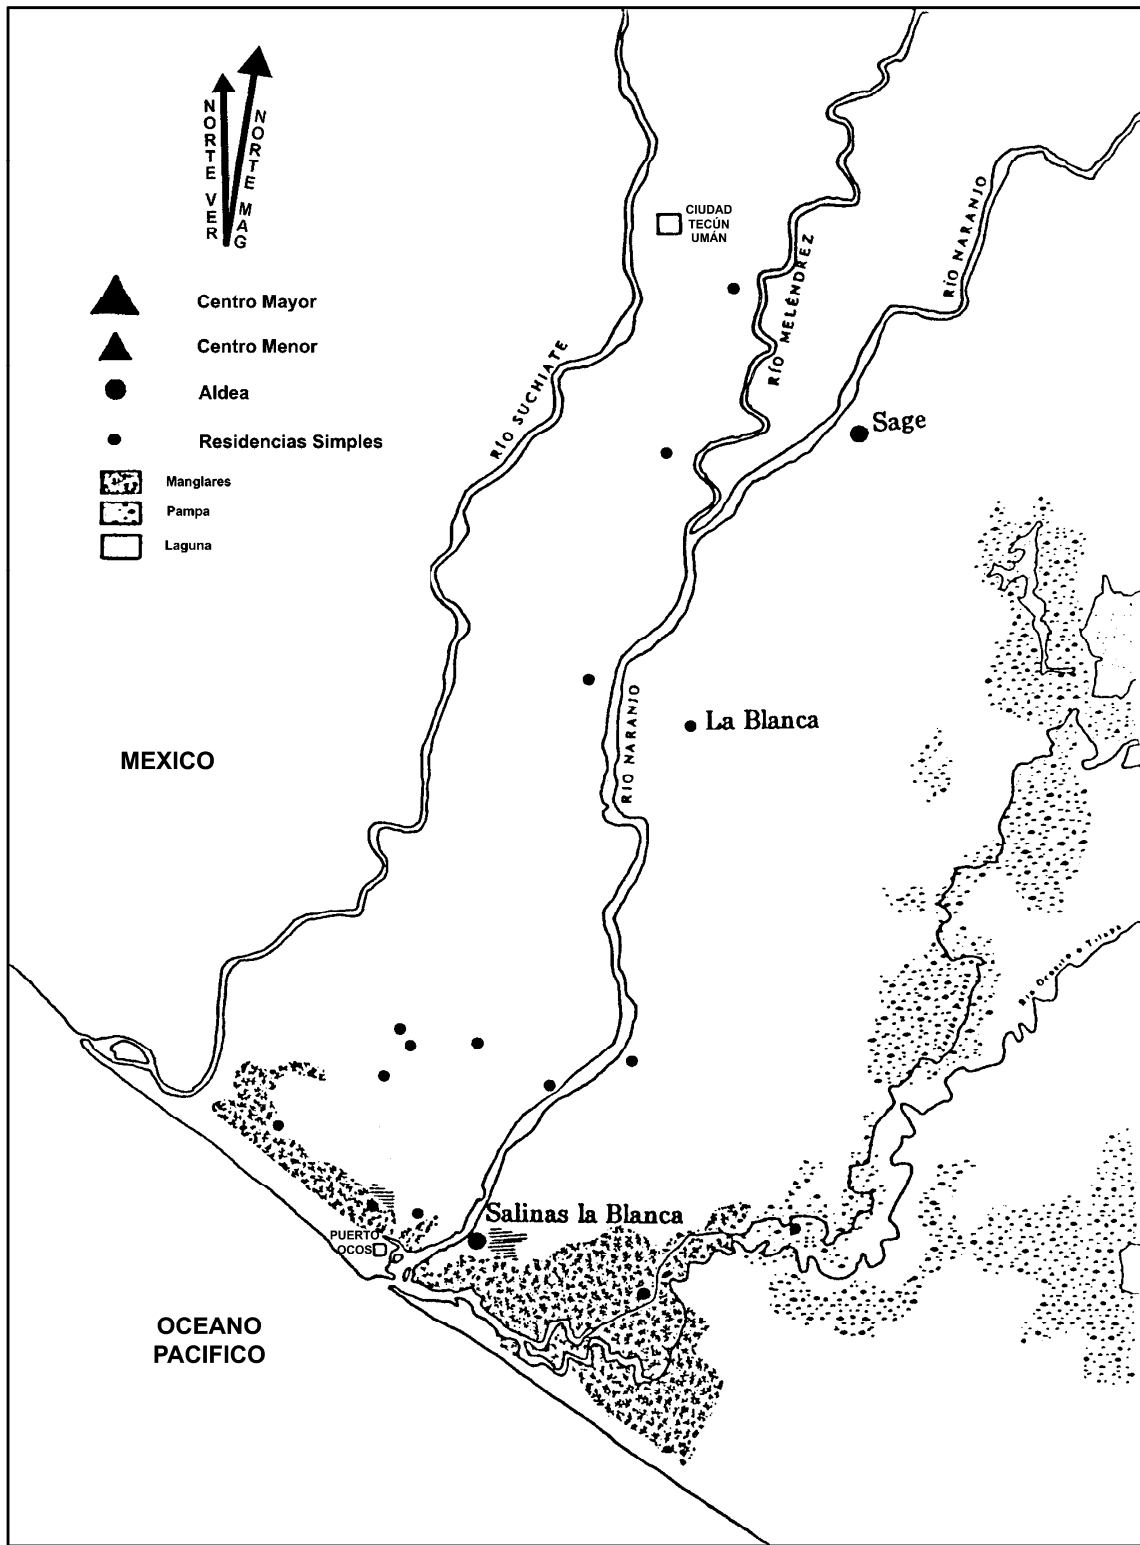 NORTE VER
NORTE MAG
CIUDAD
TECÚN
UMÁN
RÍO NARANJO
RÍO MELÉNDREZ
RÍO SUCHIATE
Centro Mayor
Centro Menor
Aldea
Residencias Simples
Manglares
Pampa
Laguna
Sage
La Blanca
RIO NARANJO
MEXICO
Salinas la Blanca
PUERTO
OCOS
OCEANO
PACIFICO